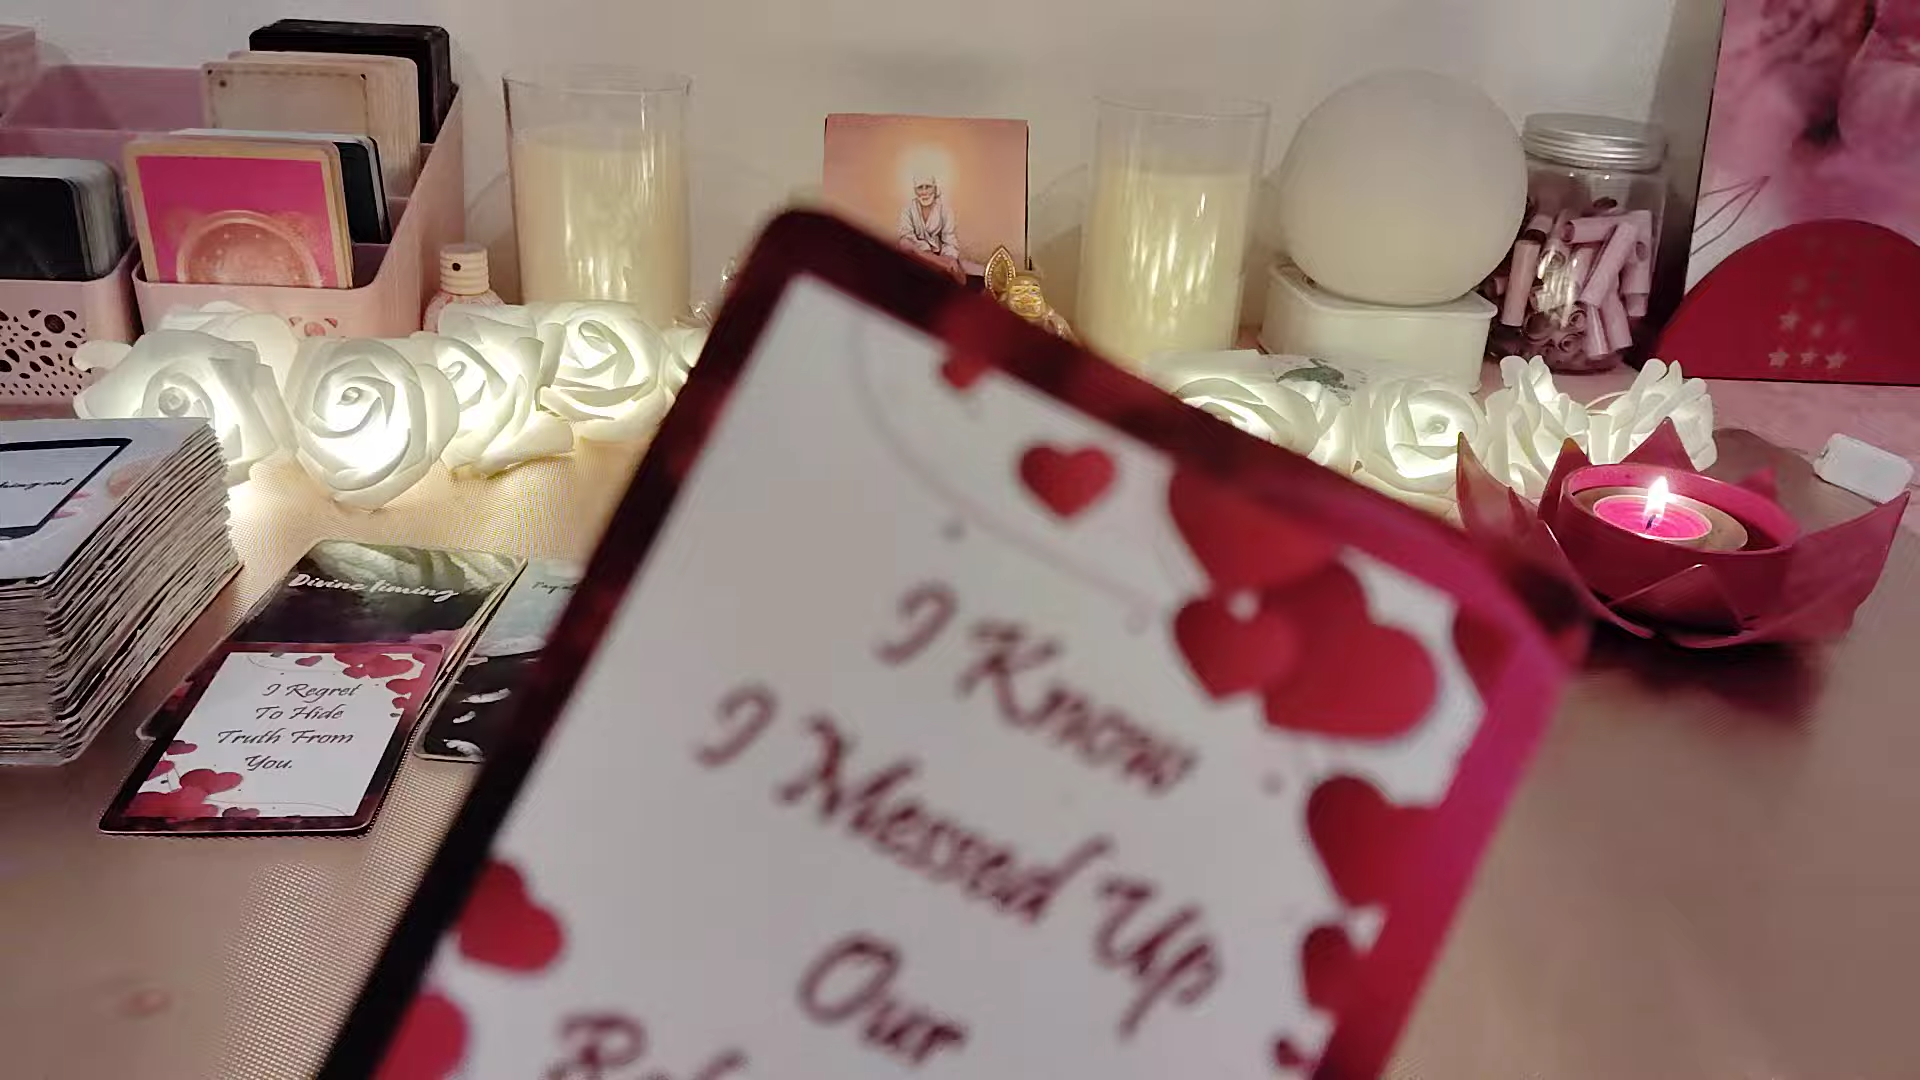 Divine timing
I Regret
To Hide
Truth From
You.
I Know
I Messed Up
Our